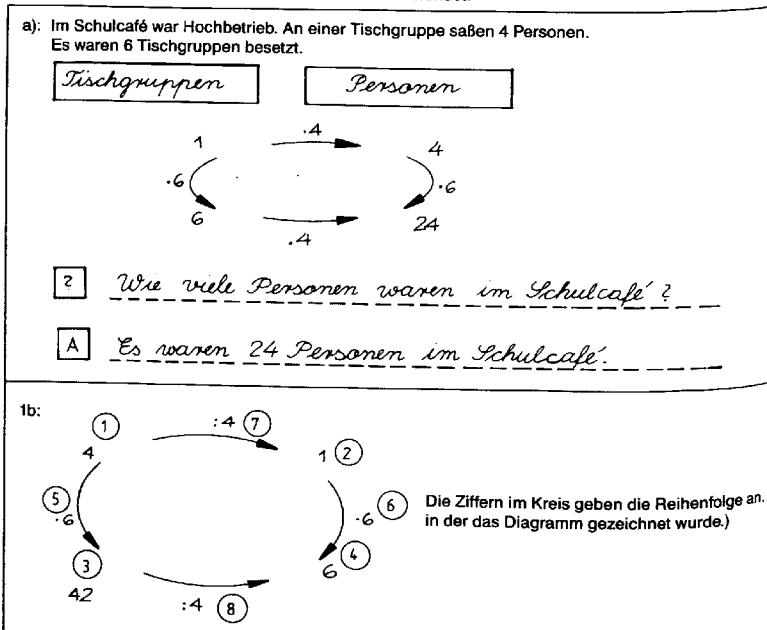 a): Im Schulcafé war Hochbetrieb. An einer Tischgruppe saßen 4 Personen.
Es waren 6 Tischgruppen besetzt.
Tischgruppen Personen
.4
1 4
.6 .6
6 24
.4
? Wie viele Personen waren im Schulcafé?
A Es waren 24 Personen im Schulcafé.
1b:
1 :4 7
4 1 2
5 6 Die Ziffern im Kreis geben die Reihenfolge an.
.6 .6 in der das Diagramm gezeichnet wurde.)
3 4
6
42 :4 8